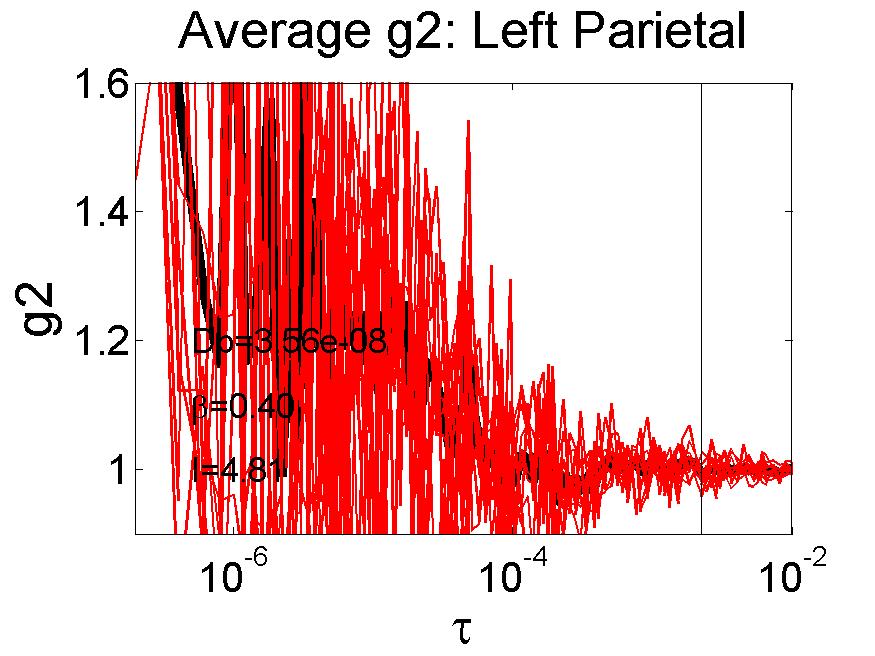 Average g2: Left Parietal
1.6
1.4
1.2
1
g2
Db=3.56e-08
β=0.40
I=4.81
10^-6
10^-4
10^-2
τ